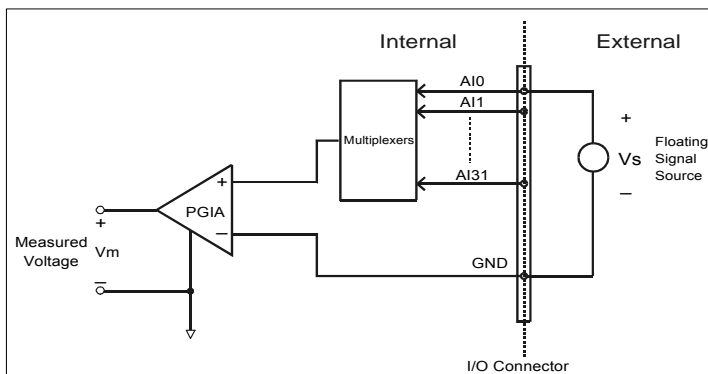 Internal
External
AI0
AI1
Multiplexers
AI31
+
Vs
−
Floating
Signal
Source
+
PGIA
−
Measured
Voltage
+
Vm
−
GND
I/O Connector